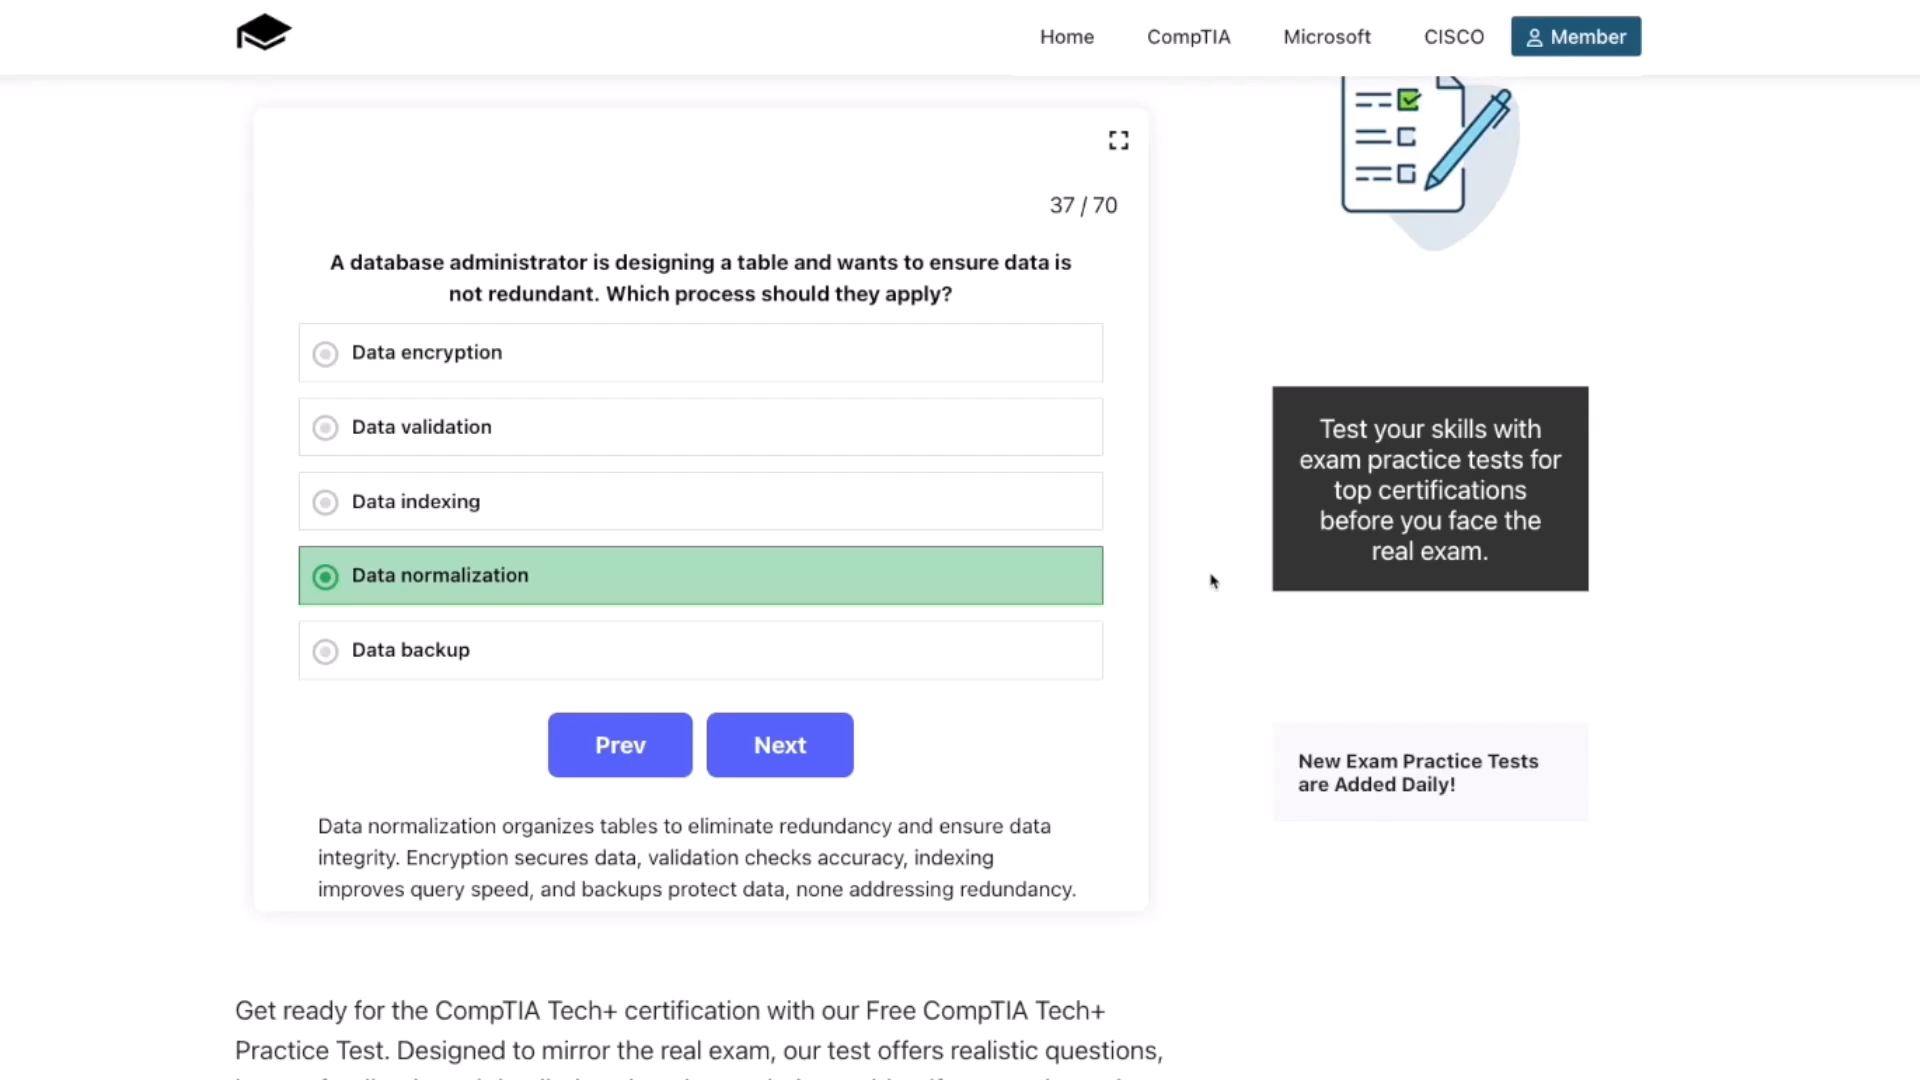 Home
CompTIA
Microsoft
CISCO
Member
37 / 70
A database administrator is designing a table and wants to ensure data is
not redundant. Which process should they apply?
Data encryption
Data validation
Data indexing
Data normalization
Data backup
Prev
Next
Data normalization organizes tables to eliminate redundancy and ensure data
integrity. Encryption secures data, validation checks accuracy, indexing
improves query speed, and backups protect data, none addressing redundancy.
Test your skills with
exam practice tests for
top certifications
before you face the
real exam.
New Exam Practice Tests
are Added Daily!
Get ready for the CompTIA Tech+ certification with our Free CompTIA Tech+
Practice Test. Designed to mirror the real exam, our test offers realistic questions,